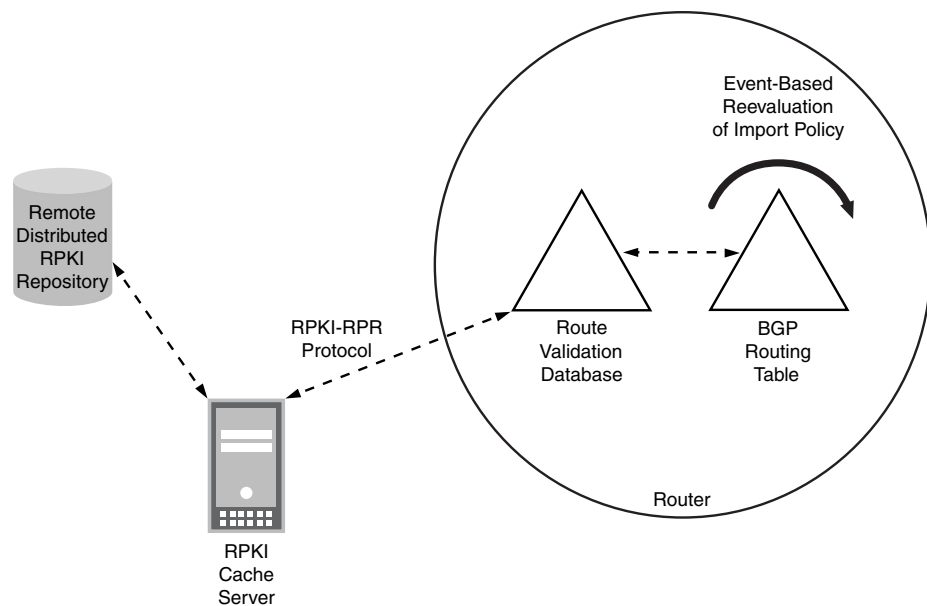 Event-Based
Reevaluation
of Import Policy
Remote
Distributed
RPKI
Repository
RPKI-RPR
Protocol
Route
Validation
Database
BGP
Routing
Table
Router
RPKI
Cache
Server